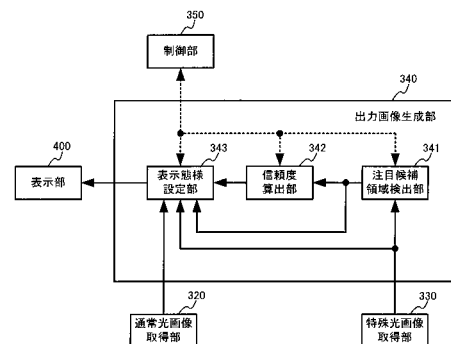 350
制御部
340
出力画像生成部
400
表示部
343
表示態様
設定部
342
信頼度
算出部
341
注目候補
領域検出部
320
通常光画像
取得部
330
特殊光画像
取得部